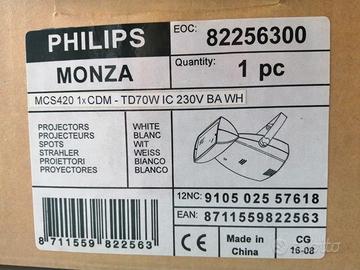 PHILIPS
MONZA
EOC: 82256300
Quantity: 1 pc
MCS420 1xCDM - TD70W IC 230V BA WH
PROJECTORS WHITE
PROJECTEURS BLANC
SPOTS WIT
STRAHLER WEISS
PROIETTORI BIANCO
PROYECTORES BLANCO
12NC: 9105 025 57618
EAN: 8711559822563
8 711559 822563
CE Made in China
CG
16-08
subito